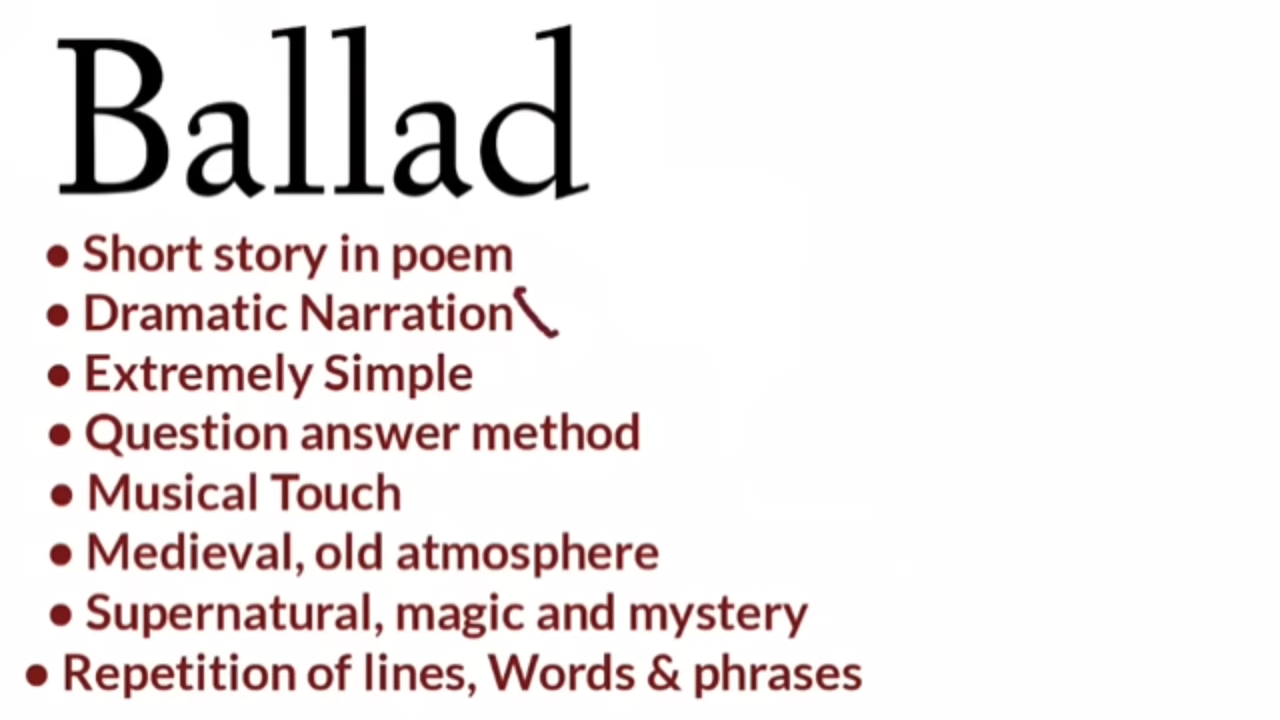 Ballad
• Short story in poem
• Dramatic Narration
• Extremely Simple
• Question answer method
• Musical Touch
• Medieval, old atmosphere
• Supernatural, magic and mystery
• Repetition of lines, Words & phrases